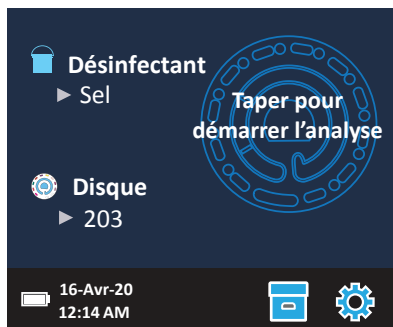 Désinfectant
Sel
Taper pour
démarrer l'analyse
Disque
203
16-Avr-20
12:14 AM